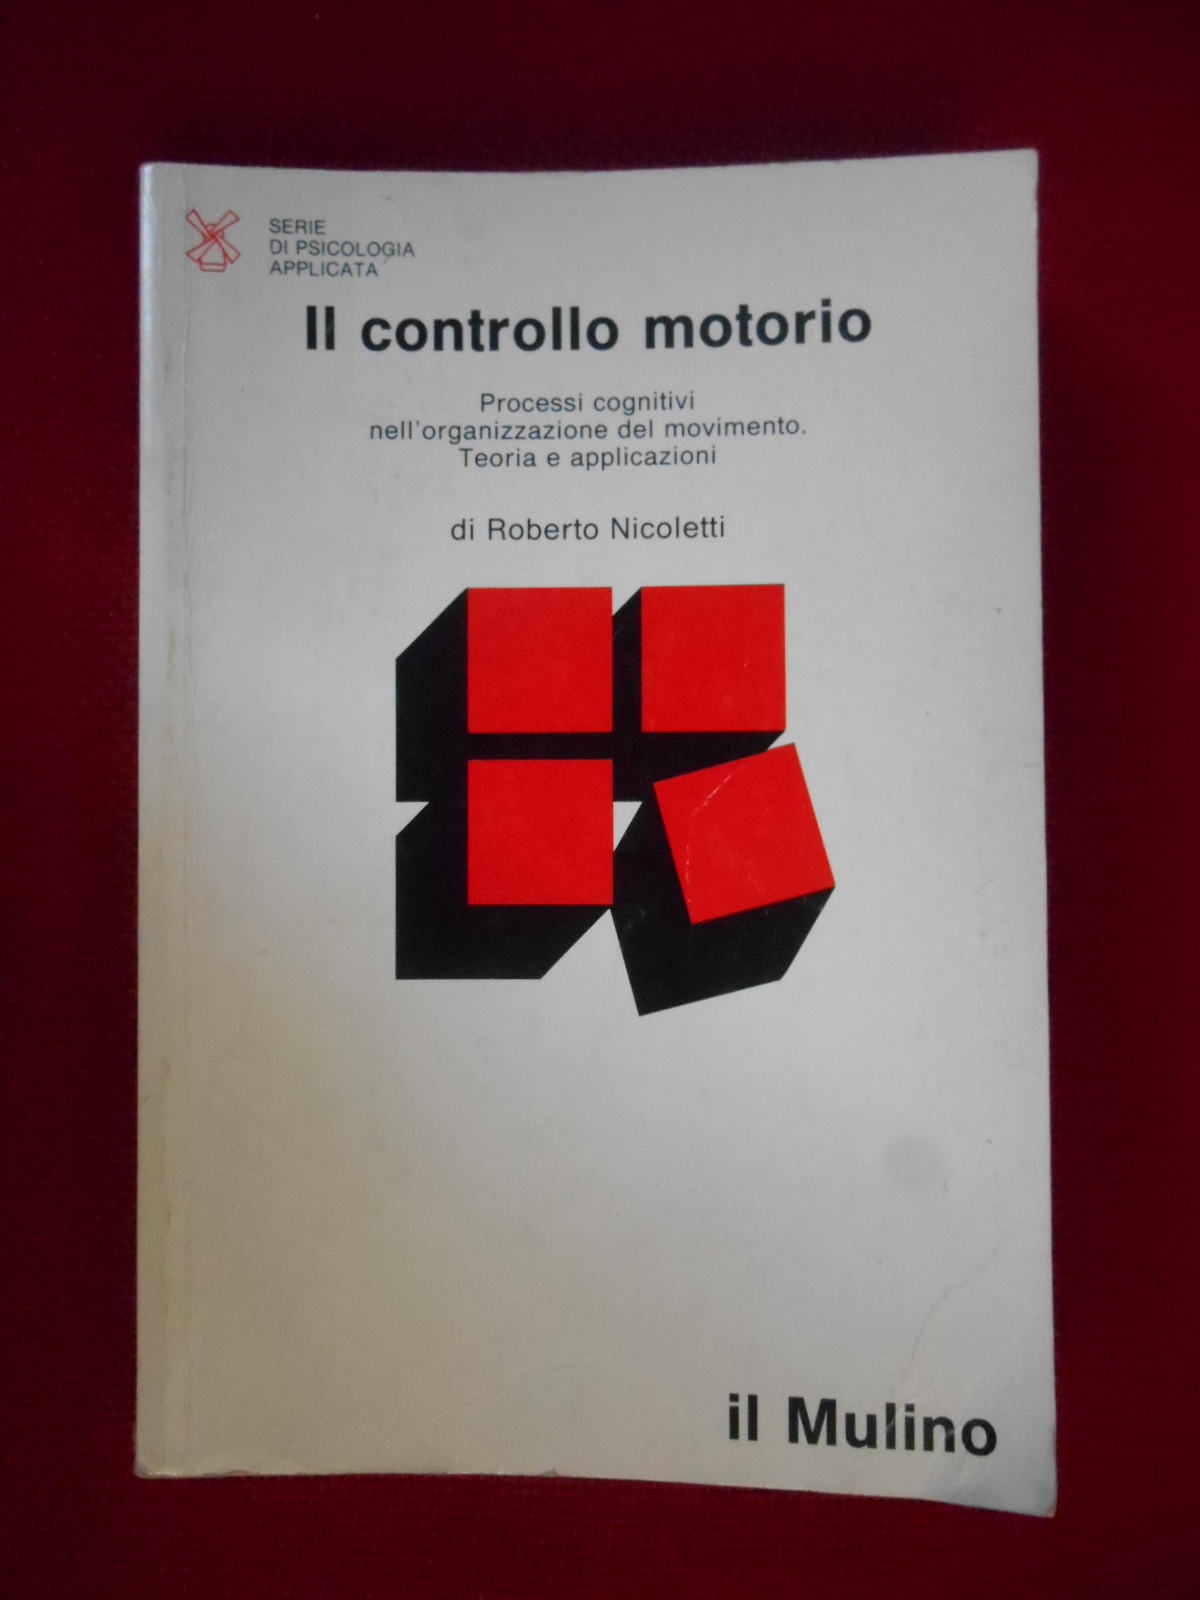 SERIE
DI PSICOLOGIA
APPLICATA
Il controllo motorio
Processi cognitivi
nell'organizzazione del movimento.
Teoria e applicazioni
di Roberto Nicoletti
il Mulino